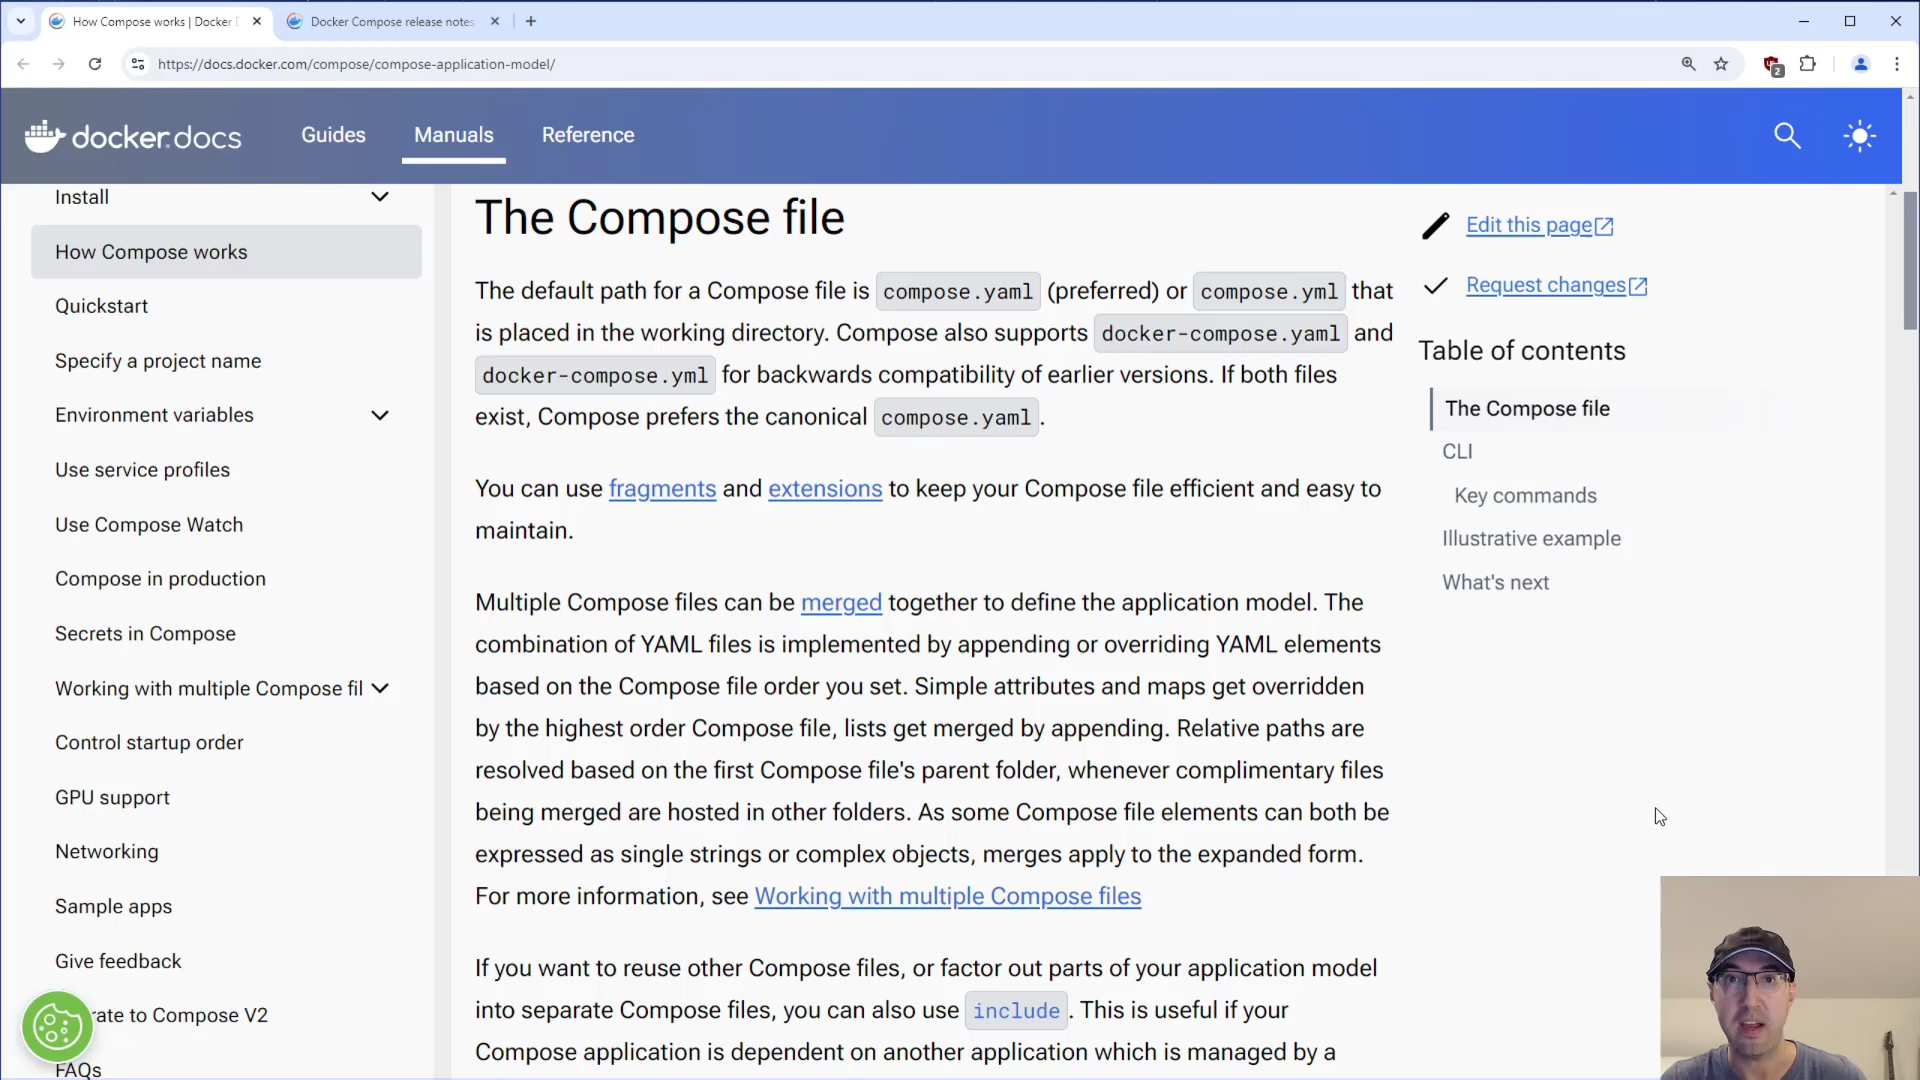 How Compose works | Docker D
Docker Compose release notes
https://docs.docker.com/compose/compose-application-model/
2
docker.docs
Guides
Manuals
Reference
Install
How Compose works
Quickstart
Specify a project name
Environment variables
Use service profiles
Use Compose Watch
Compose in production
Secrets in Compose
Working with multiple Compose fil
Control startup order
GPU support
Networking
Sample apps
Give feedback
rate to Compose V2
FAQs
The Compose file
The default path for a Compose file is compose.yaml (preferred) or compose.yml that
is placed in the working directory. Compose also supports docker-compose.yaml and
docker-compose.yml for backwards compatibility of earlier versions. If both files
exist, Compose prefers the canonical compose.yaml.
You can use fragments and extensions to keep your Compose file efficient and easy to
maintain.
Multiple Compose files can be merged together to define the application model. The
combination of YAML files is implemented by appending or overriding YAML elements
based on the Compose file order you set. Simple attributes and maps get overridden
by the highest order Compose file, lists get merged by appending. Relative paths are
resolved based on the first Compose file's parent folder, whenever complimentary files
being merged are hosted in other folders. As some Compose file elements can both be
expressed as single strings or complex objects, merges apply to the expanded form.
For more information, see Working with multiple Compose files
If you want to reuse other Compose files, or factor out parts of your application model
into separate Compose files, you can also use include. This is useful if your
Compose application is dependent on another application which is managed by a
Edit this page
Request changes
Table of contents
The Compose file
CLI
Key commands
Illustrative example
What's next